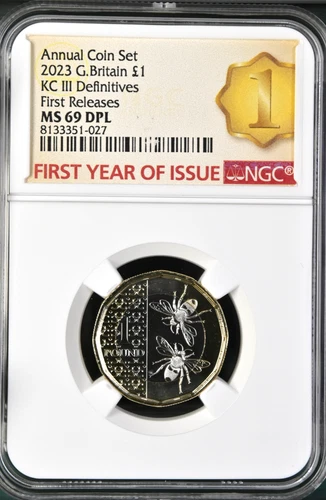 Annual Coin Set
2023 G.Britain £1
KC III Definitives
First Releases
MS 69 DPL
8133351-027
1
FIRST YEAR OF ISSUE NGC®
1
POUND